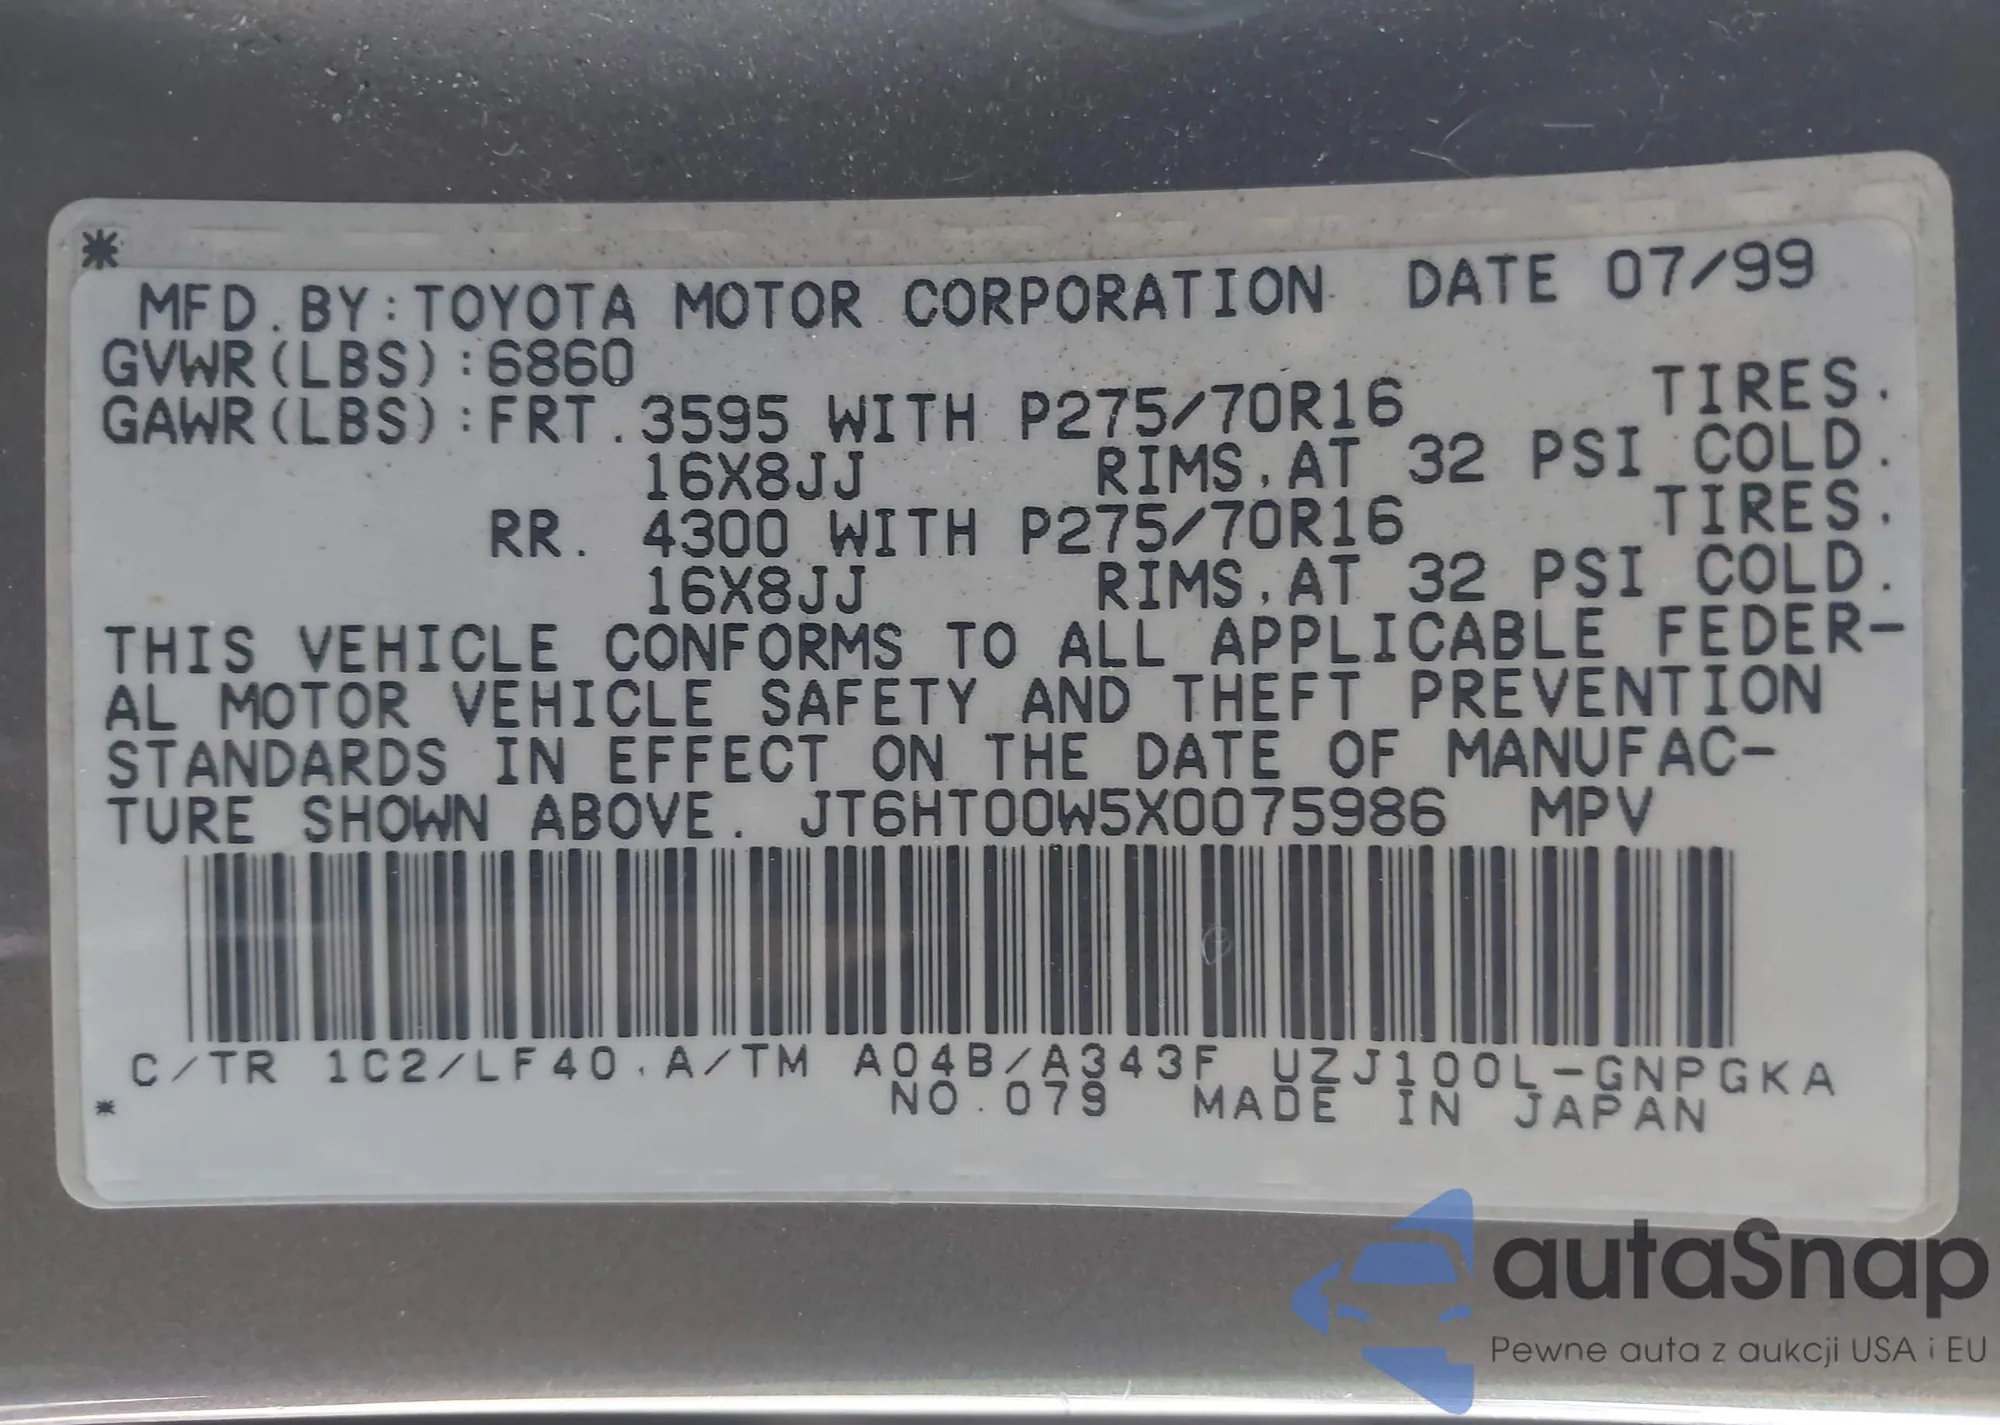 *
MFD.BY:TOYOTA MOTOR CORPORATION DATE 07/99
GVWR(LBS):6860
GAWR(LBS):FRT.3595 WITH P275/70R16 TIRES.
16X8JJ RIMS,AT 32 PSI COLD.
RR. 4300 WITH P275/70R16 TIRES.
16X8JJ RIMS,AT 32 PSI COLD.
THIS VEHICLE CONFORMS TO ALL APPLICABLE FEDER-
AL MOTOR VEHICLE SAFETY AND THEFT PREVENTION
STANDARDS IN EFFECT ON THE DATE OF MANUFAC-
TURE SHOWN ABOVE. JT6HT00W5X0075986 MPV
C/TR 1C2/LF40.A/TM A04B/A343F UZJ100L-GNPGKA
* NO.079 MADE IN JAPAN
autaSnap
Pewne auta z aukcji USA i EU